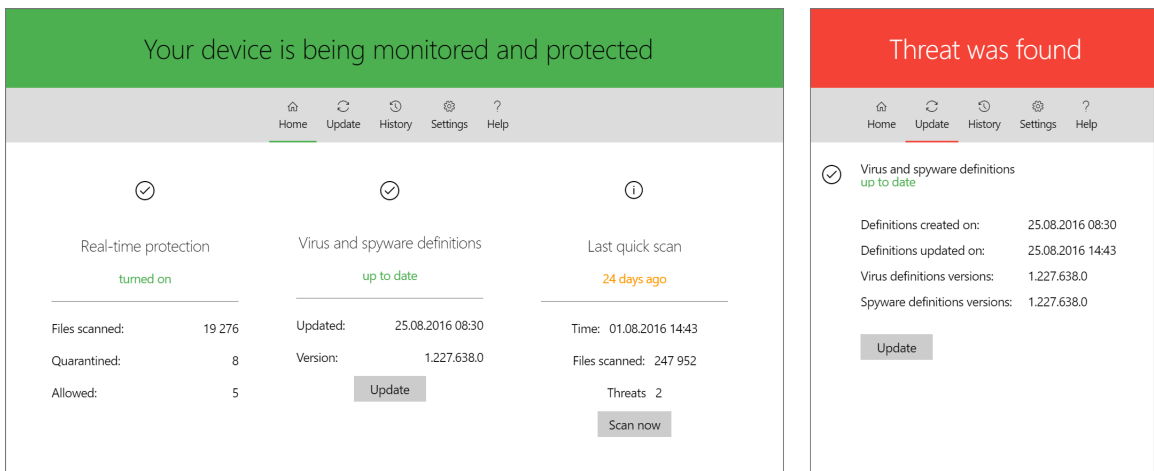 Your device is being monitored and protected
Home Update History Settings Help
Real-time protection
turned on
Files scanned: 19 276
Quarantined: 8
Allowed: 5
Virus and spyware definitions
up to date
Updated: 25.08.2016 08:30
Version: 1.227.638.0
Update
Last quick scan
24 days ago
Time: 01.08.2016 14:43
Files scanned: 247 952
Threats 2
Scan now
Threat was found
Home Update History Settings Help
Virus and spyware definitions
up to date
Definitions created on: 25.08.2016 08:30
Definitions updated on: 25.08.2016 14:43
Virus definitions versions: 1.227.638.0
Spyware definitions versions: 1.227.638.0
Update